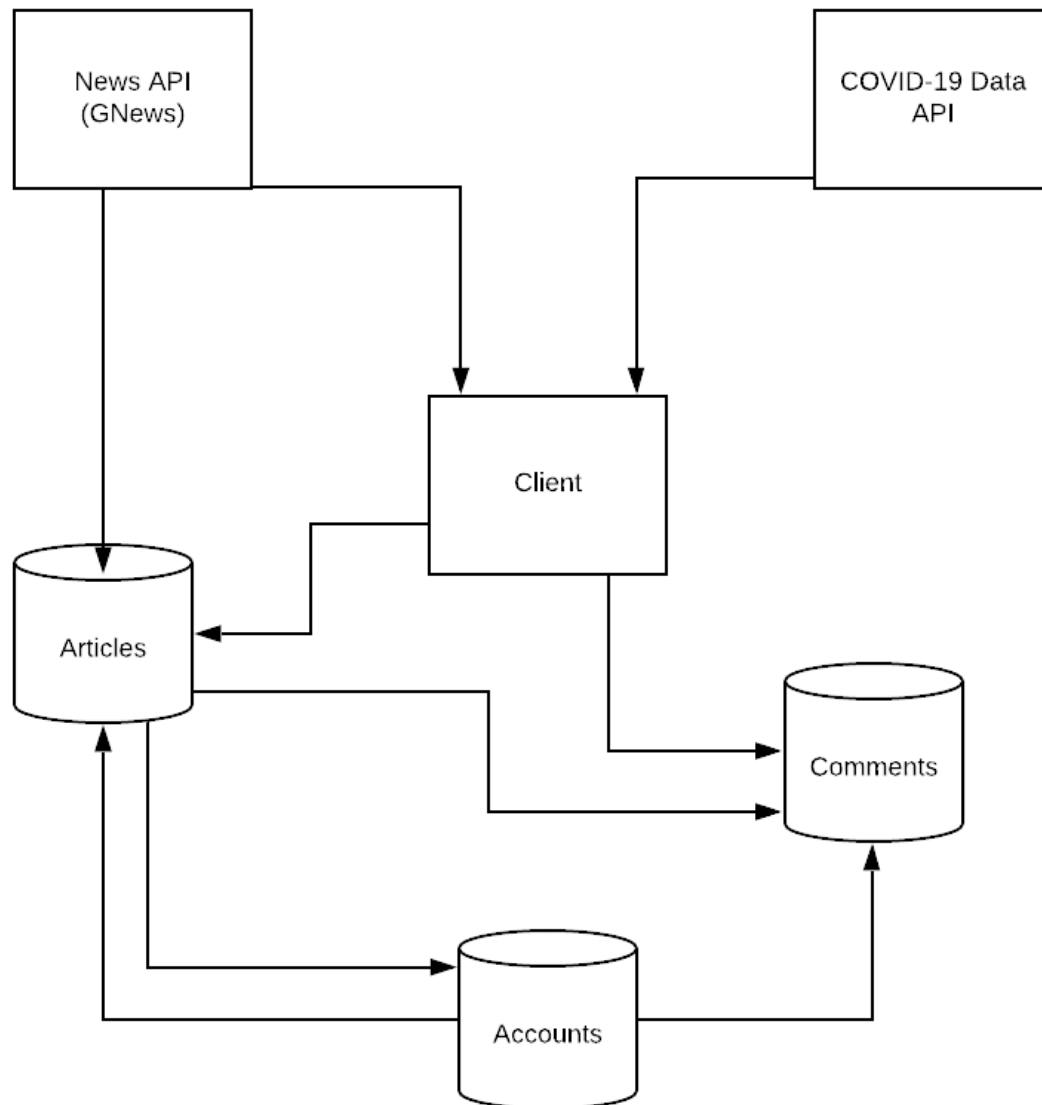 News API
(GNews)
COVID-19 Data
API
Client
Articles
Comments
Accounts